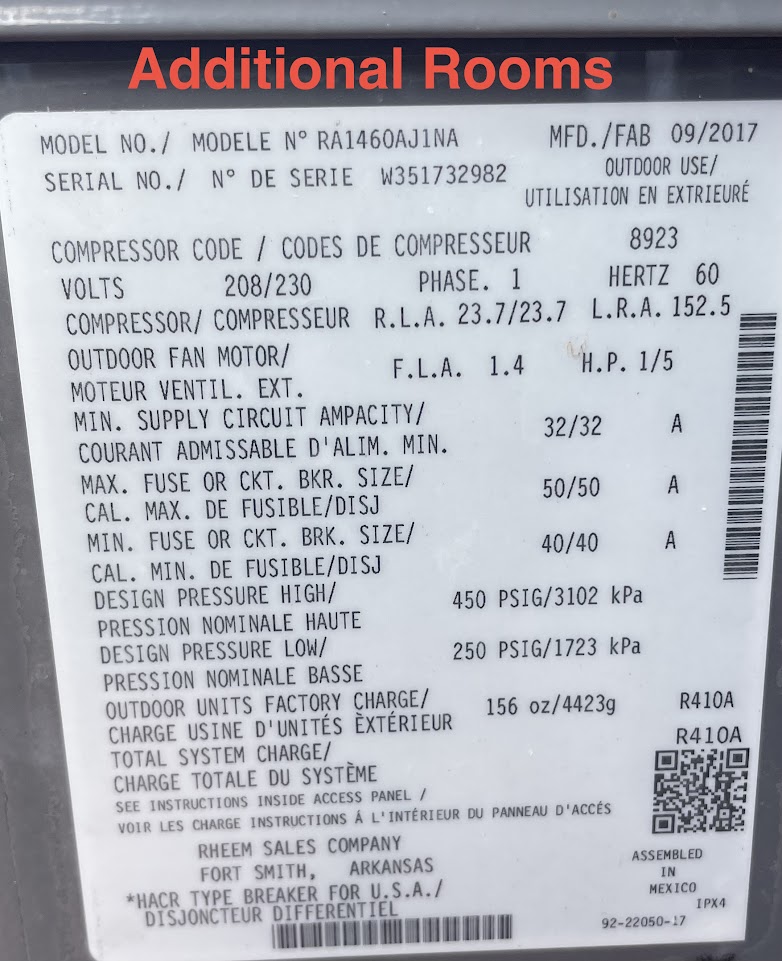 Additional Rooms
MODEL NO./ MODELE N° RA1460AJ1NA MFD./FAB 09/2017
SERIAL NO./ N° DE SERIE W351732982 OUTDOOR USE/
UTILISATION EN EXTRIEURÉ
COMPRESSOR CODE / CODES DE COMPRESSEUR 8923
VOLTS 208/230 PHASE. 1 HERTZ 60
COMPRESSOR/ COMPRESSEUR R.L.A. 23.7/23.7 L.R.A. 152.5
OUTDOOR FAN MOTOR/ F.L.A. 1.4 H.P. 1/5
MOTEUR VENTIL. EXT.
MIN. SUPPLY CIRCUIT AMPACITY/ 32/32 A
COURANT ADMISSABLE D'ALIM. MIN.
MAX. FUSE OR CKT. BKR. SIZE/ 50/50 A
CAL. MAX. DE FUSIBLE/DISJ
MIN. FUSE OR CKT. BRK. SIZE/ 40/40 A
CAL. MIN. DE FUSIBLE/DISJ
DESIGN PRESSURE HIGH/ 450 PSIG/3102 kPa
PRESSION NOMINALE HAUTE
DESIGN PRESSURE LOW/ 250 PSIG/1723 kPa
PRESSION NOMINALE BASSE
OUTDOOR UNITS FACTORY CHARGE/ 156 oz/4423g R410A
CHARGE USINE D'UNITÉS ÈXTÉRIEUR
TOTAL SYSTEM CHARGE/ R410A
CHARGE TOTALE DU SYSTÈME
SEE INSTRUCTIONS INSIDE ACCESS PANEL /
VOIR LES CHARGE INSTRUCTIONS Á L'INTÉRIEUR DU PANNEAU D'ACCÉS
RHEEM SALES COMPANY
FORT SMITH, ARKANSAS
ASSEMBLED
IN
MEXICO
*HACR TYPE BREAKER FOR U.S.A./
DISJONCTEUR DIFFERENTIEL
IPX4
92-22050-17